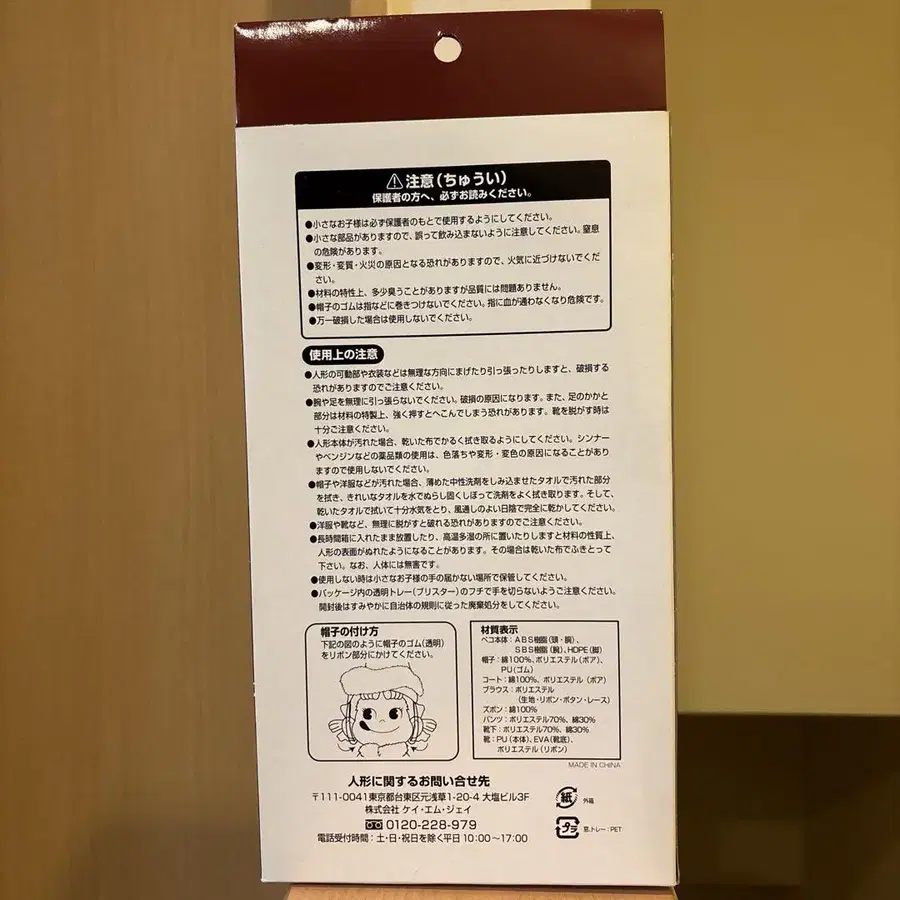 ⚠注意(ちゅうい)
保護者の方へ、必ずお読みください。
●小さなお子様は必ず保護者のもとで使用するようにしてください。
●小さな部品がありますので、誤って飲み込まないように注意してください。窒息
の危険があります。
●変形・変質・火災の原因となる恐れがありますので、火気に近づけないでくだ
さい。
●材料の特性上、多少臭うことがありますが品質には問題ありません。
●帽子のゴムは指などに巻きつけないでください。指に血が通わなくなり危険です。
●万一破損した場合は使用しないでください。
使用上の注意
●人形の可動部や衣装などは無理な方向にまげたり引っ張ったりしますと、破損する
恐れがありますのでご注意ください。
●腕や足を無理に引っ張らないでください。破損の原因になります。また、足のかかと
部分は材料の特製上、強く押すとへこんでしまう恐れがあります。靴を脱がす時は
十分ご注意ください。
●人形本体が汚れた場合、乾いた布でかるく拭き取るようにしてください。シンナー
やベンジンなどの薬品類の使用は、色落ちや変形・変色の原因になることがあり
ますので使用しないでください。
●帽子や洋服などが汚れた場合、薄めた中性洗剤をしみ込ませたタオルで汚れた部分
を拭き、きれいなタオルを水でぬらし固くしぼって洗剤をよく拭き取ります。そして、
乾いたタオルで拭いて十分水気をとり、風通しのよい日陰で完全に乾かしてください。
●洋服や靴など、無理に脱がすと破れる恐れがありますのでご注意ください。
●長時間箱に入れたまま放置したり、高温多湿の所に置いたりしますと材料の性質上、
人形の表面がぬれたようになることがあります。その場合は乾いた布でふきとって
下さい。なお、人体には無害です。
●使用しない時は小さなお子様の手の届かない場所で保管してください。
●パッケージ内の透明トレー(ブリスター)のフチで手を切らないようご注意ください。
開封後はすみやかに自治体の規則に従った廃棄処分をしてください。
帽子の付け方
下記の図のように帽子のゴム(透明)
をリボン部分にかけてください。
材質表示
ペコ本体:ABS樹脂(頭・胴)、
SBS樹脂(腕)、HDPE(脚)
帽子:綿100%、ポリエステル(ボア)、
PU(ゴム)
コート:綿100%、ポリエステル(ボア)
ブラウス:ポリエステル
(生地・リボン・ボタン・レース)
ズボン:綿100%
パンツ:ポリエステル70%、綿30%
靴下:ポリエステル70%、綿30%
靴:PU(本体)、EVA(靴底)、
ポリエステル(リボン)
MADE IN CHINA
人形に関するお問い合せ先
〒111-0041東京都台東区元浅草1-20-4 大塩ビル3F
株式会社 ケイ・エム・ジェイ
0120-228-979
電話受付時間:土・日・祝日を除く平日10:00〜17:00
紙 外箱
プラ 窓、トレー:PET